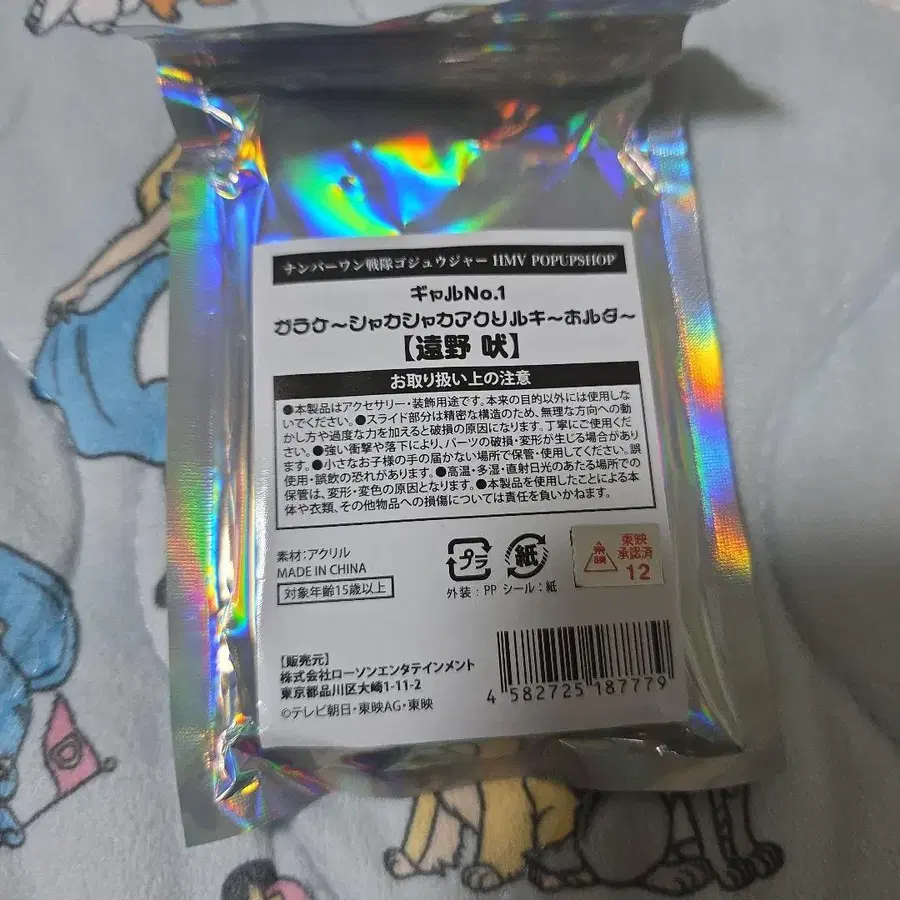 ナンバーワン戦隊ゴジュウジャー HMV POPUPSHOP
ギャルNo.1
ガラケ〜シャカシャカアクリルキ〜ホルダ〜
【遠野 吠】
お取り扱い上の注意
●本製品はアクセサリー・装飾用途です。本来の目的以外には使用しな
いでください。●スライド部分は精密な構造のため、無理な方向への動
かし方や過度な力を加えると破損の原因になります。丁寧にご使用くださ
い。●強い衝撃や落下により、パーツの破損・変形が生じる場合があり
ます。●小さなお子様の手の届かない場所で保管・使用してください。誤
使用・誤飲の恐れがあります。●高温・多湿・直射日光のあたる場所での
保管は、変形・変色の原因となります。●本製品を使用したことによる本
体や衣類、その他物品への損傷については責任を負いかねます。
素材：アクリル
MADE IN CHINA
対象年齢15歳以上
プラ
紙
外装：PP シール：紙
東映
東映
承認済
12
【販売元】
株式会社ローソンエンタテインメント
東京都品川区大崎1-11-2
©テレビ朝日・東映AG・東映
4 582725 187779